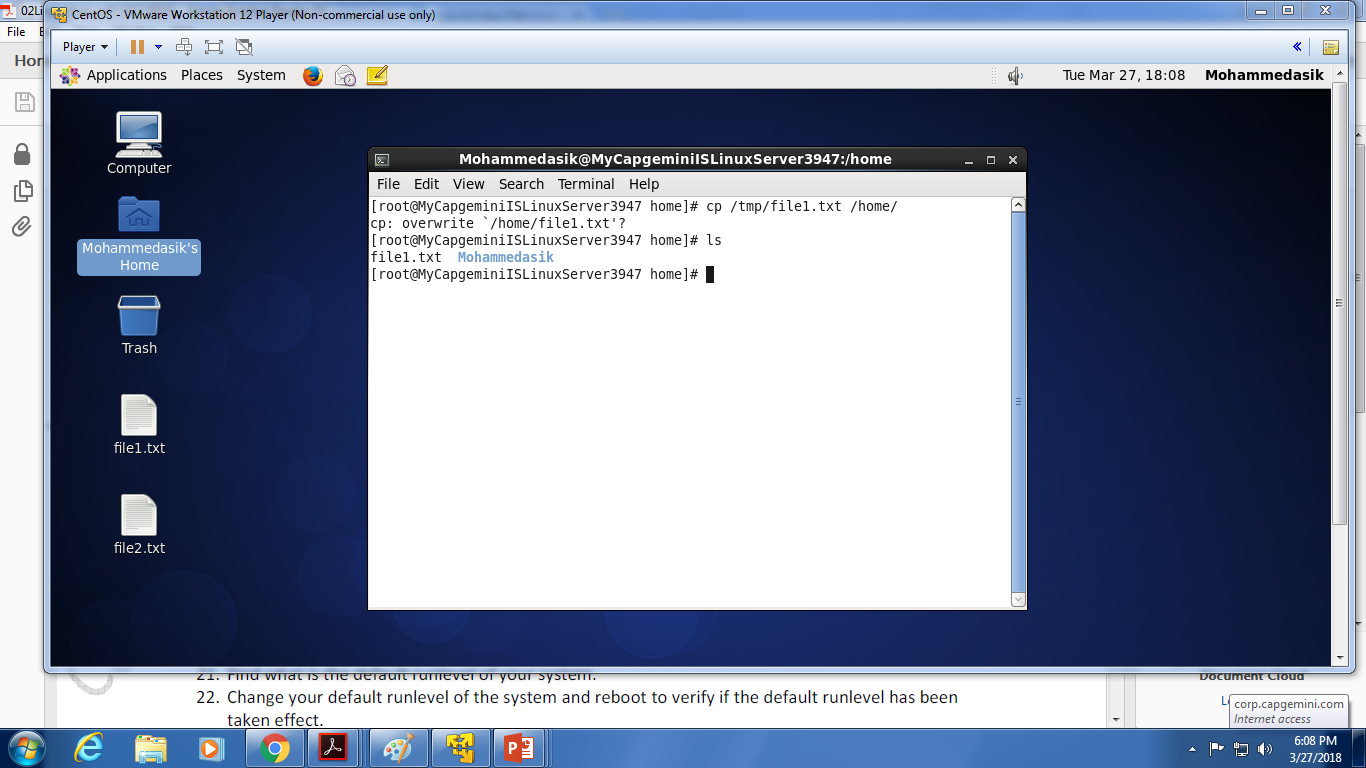 02Li
CentOS - VMware Workstation 12 Player (Non-commercial use only)
File
Player
Hon
Applications Places System
Tue Mar 27, 18:08 Mohammedasik
Computer
Mohammedasik's
Home
Trash
file1.txt
file2.txt
Mohammedasik@MyCapgeminiISLinuxServer3947:/home
File Edit View Search Terminal Help
[root@MyCapgeminiISLinuxServer3947 home]# cp /tmp/file1.txt /home/
cp: overwrite `/home/file1.txt'?
[root@MyCapgeminiISLinuxServer3947 home]# ls
file1.txt Mohammedasik
[root@MyCapgeminiISLinuxServer3947 home]#
21. Find what is the default runlevel of your system.
22. Change your default runlevel of the system and reboot to verify if the default runlevel has been
taken effect.
Document Cloud
corp.capgemini.com
Internet access
6:08 PM
3/27/2018